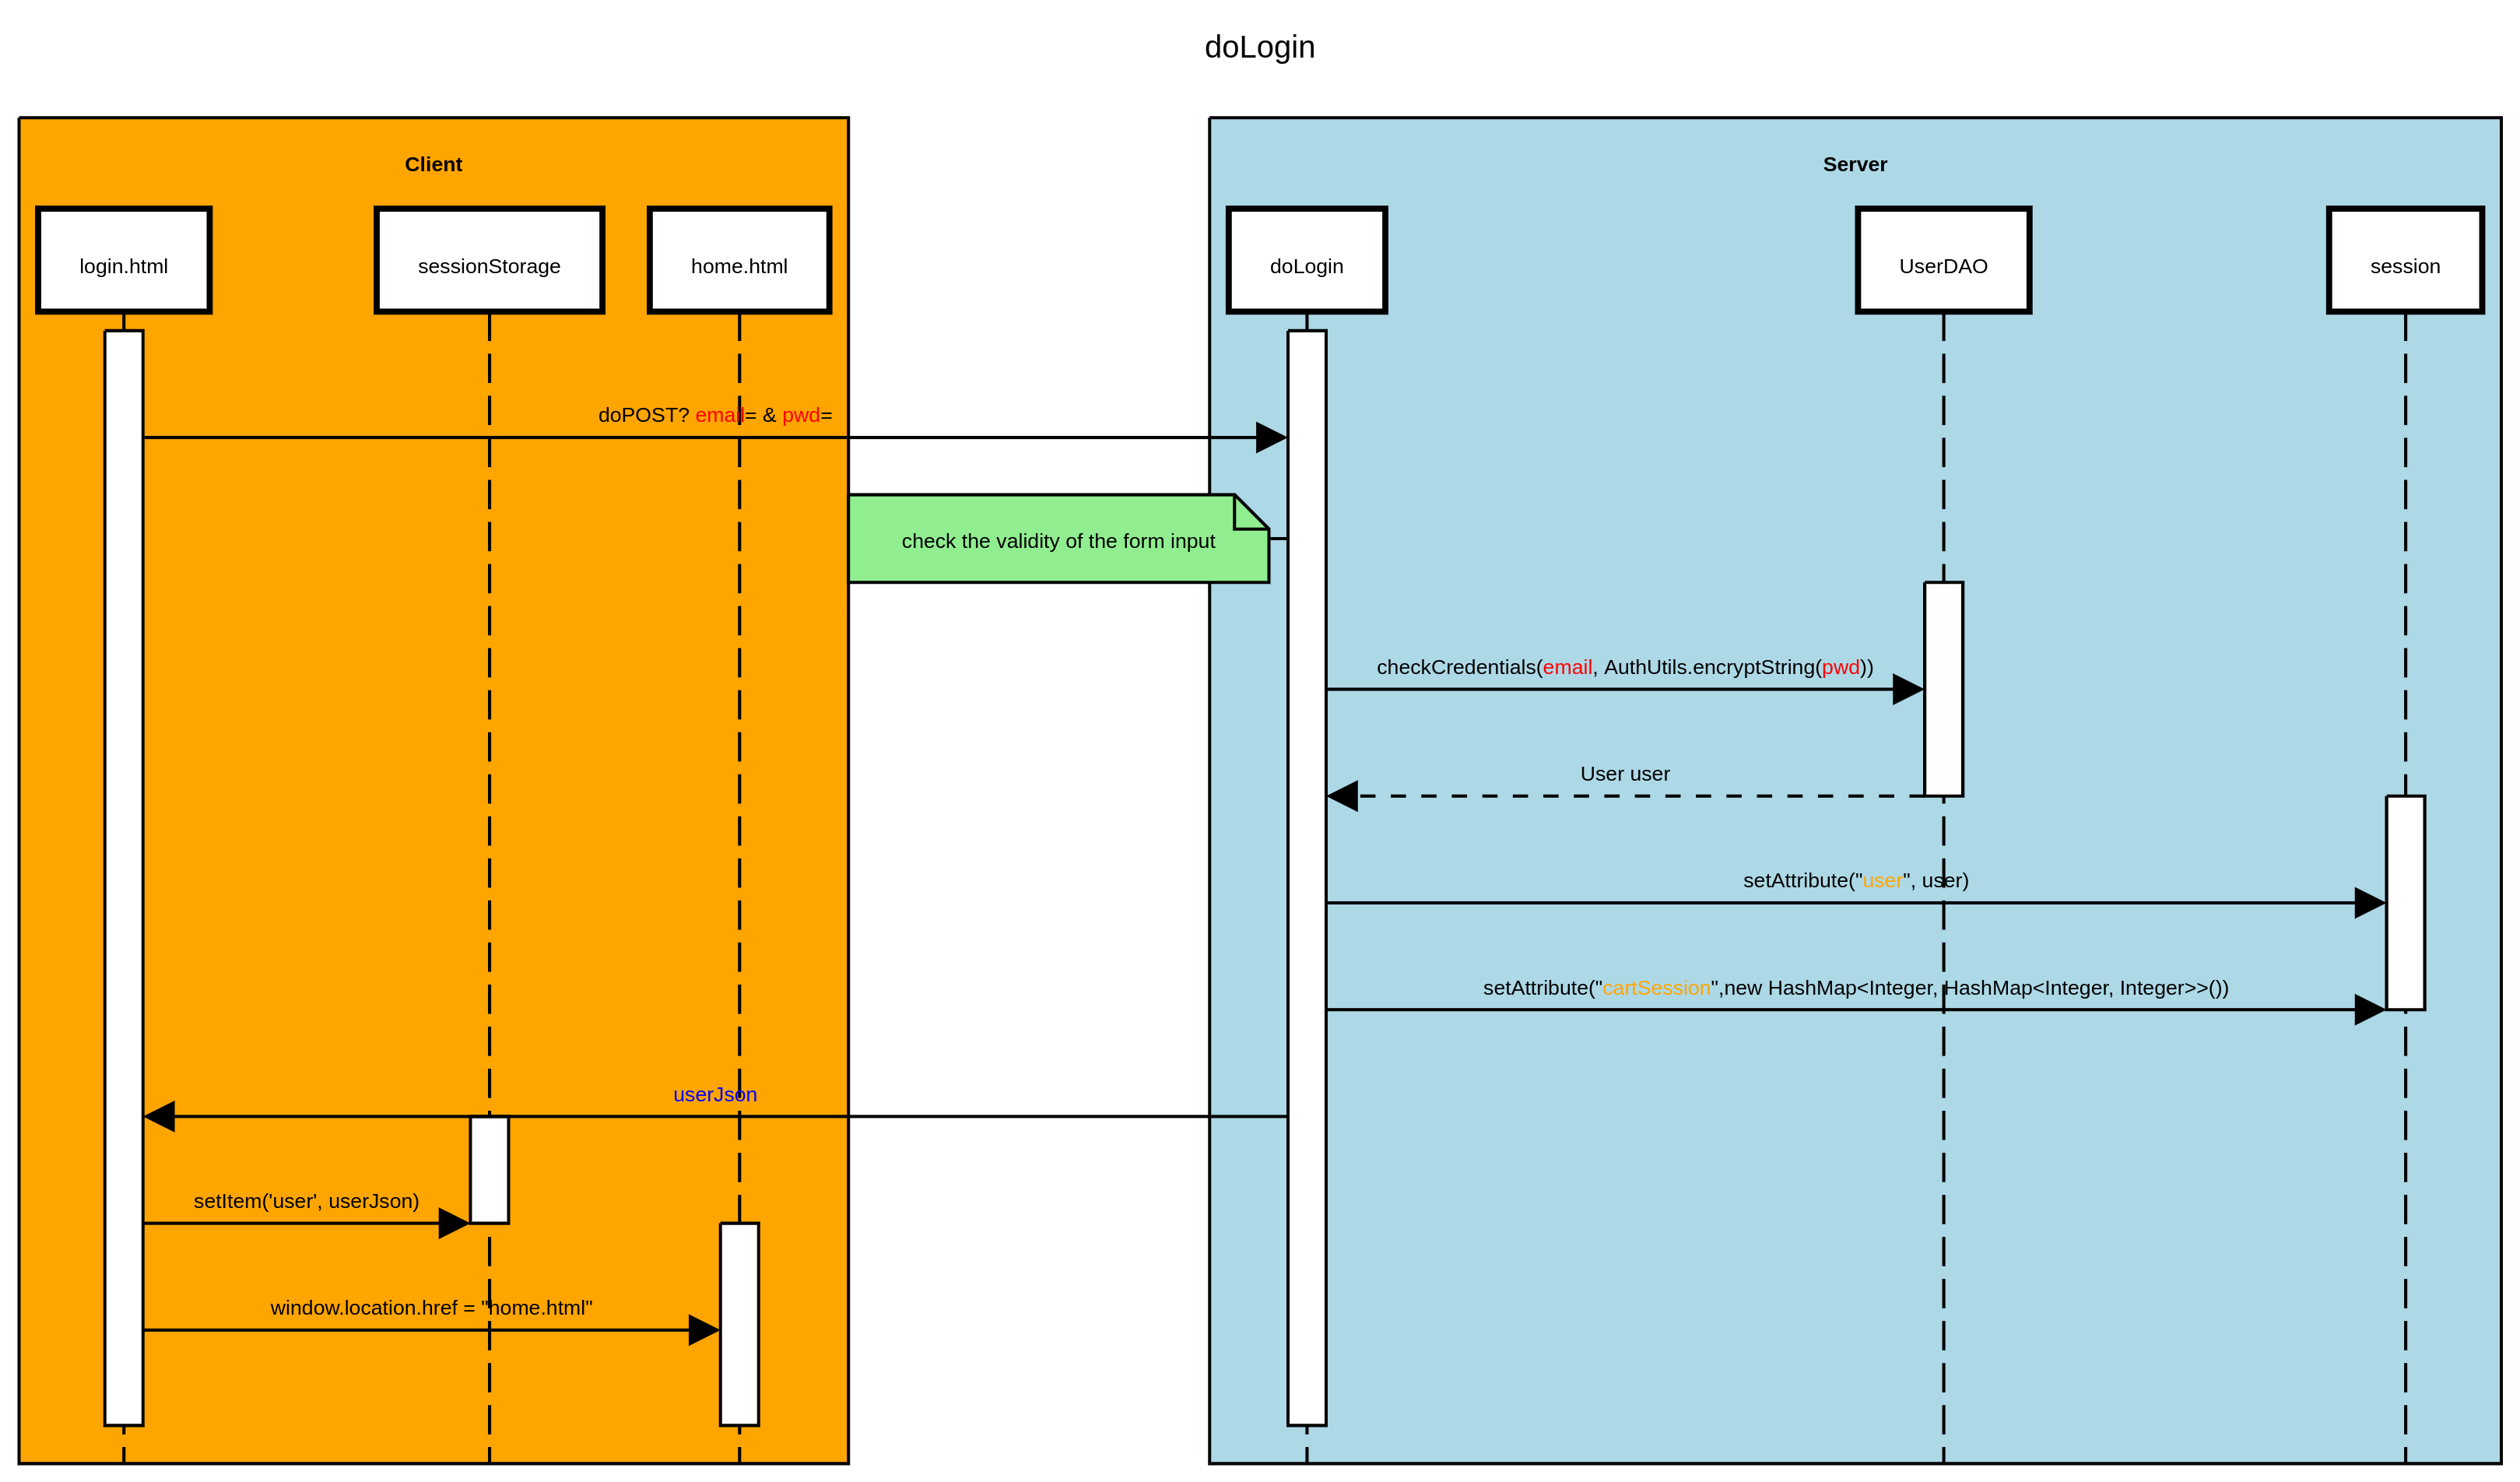 doLogin
Client
Server
login.html
sessionStorage
home.html
doLogin
UserDAO
session
doPOST? email= & pwd=
check the validity of the form input
checkCredentials(email, AuthUtils.encryptString(pwd))
User user
setAttribute("user", user)
setAttribute("cartSession",new HashMap<Integer, HashMap<Integer, Integer>>())
userJson
setItem('user', userJson)
window.location.href = "home.html"